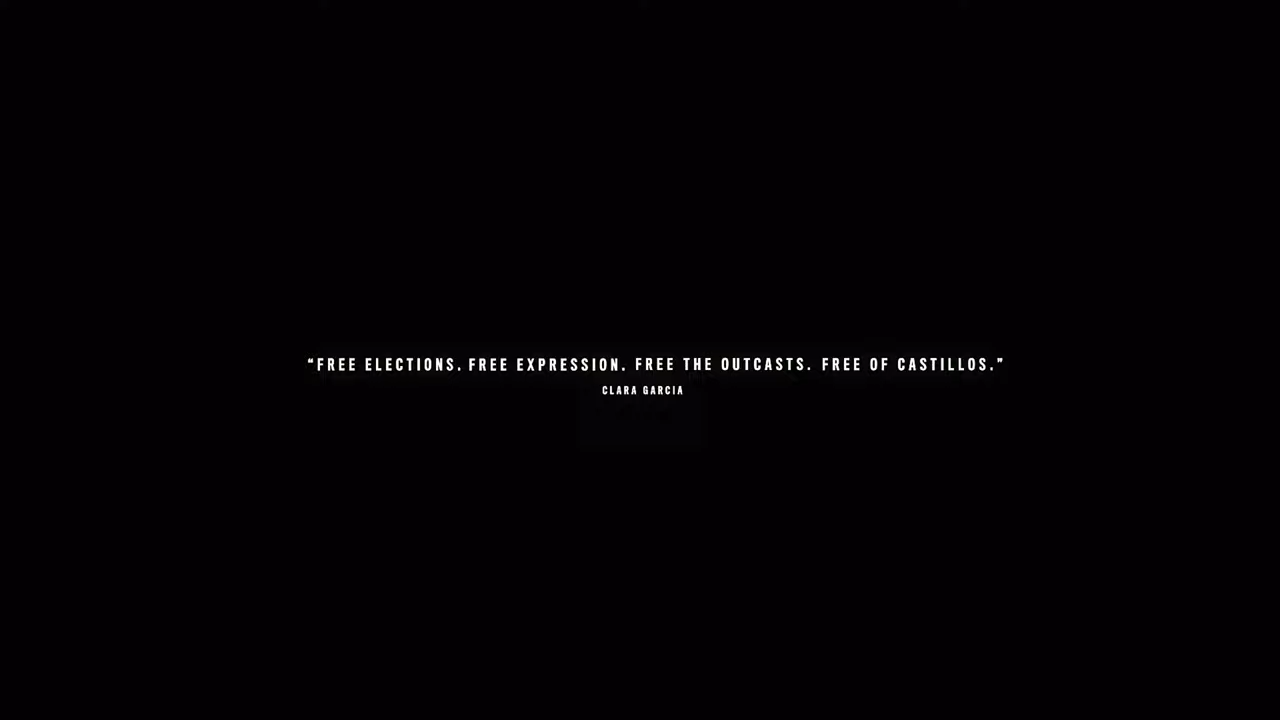 “FREE ELECTIONS. FREE EXPRESSION. FREE THE OUTCASTS. FREE OF CASTILLOS.”
CLARA GARCIA